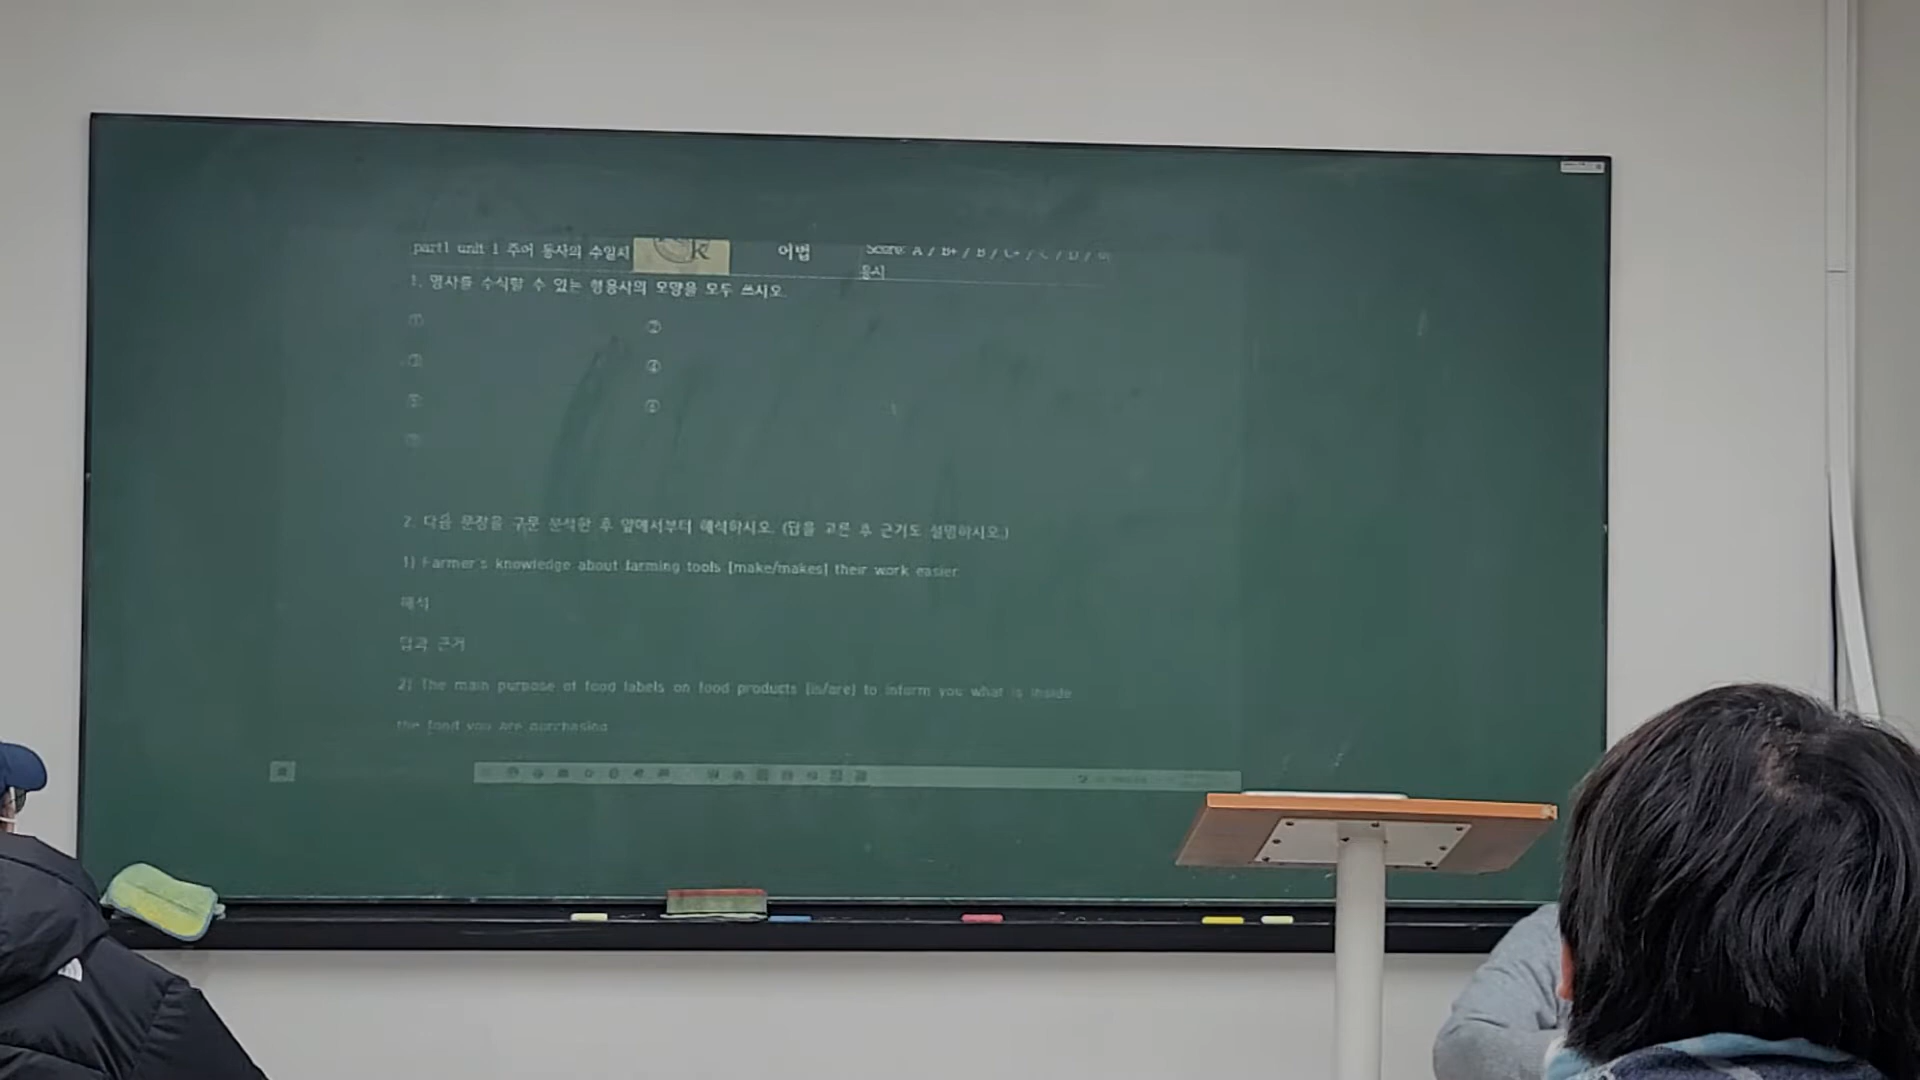 part1 unit 1 주어 동사의 수일치
k
어법
Score: A / B+ / B / C+ / C / D /
응시
1. 명사를 수식할 수 있는 형용사의 모양을 모두 쓰시오.
① ②
③ ④
⑤ ⑥
⑦
2. 다음 문장을 구문 분석한 후 앞에서부터 해석하시오. (답을 고른 후 근거도 설명하시오.)
1) Farmer's knowledge about farming tools [make/makes] their work easier.
해석
답과 근거
2) The main purpose of food labels on food products [is/are] to inform you what is inside
the food you are purchasing